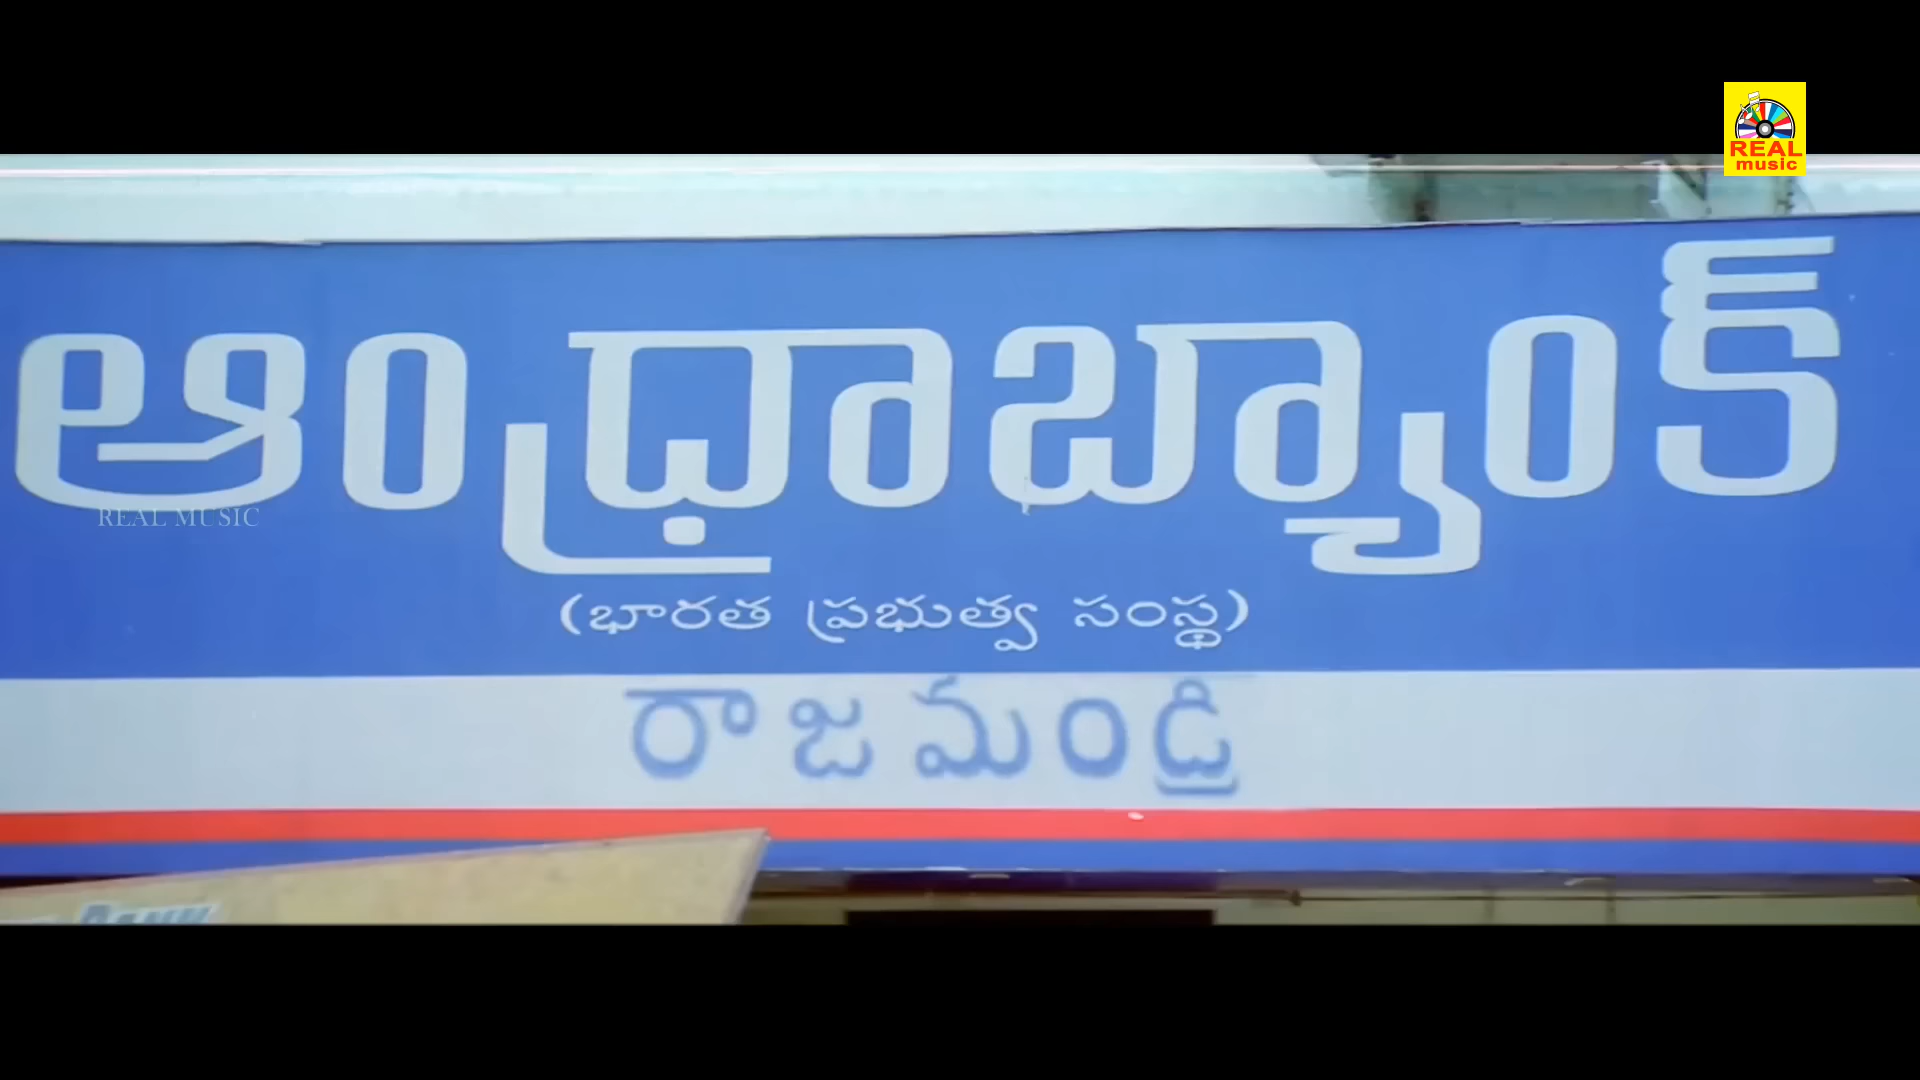 REAL
music
ఆంధ్రాబ్యాంక్
REAL MUSIC
(భారత ప్రభుత్వ సంస్థ)
రాజమండ్రి